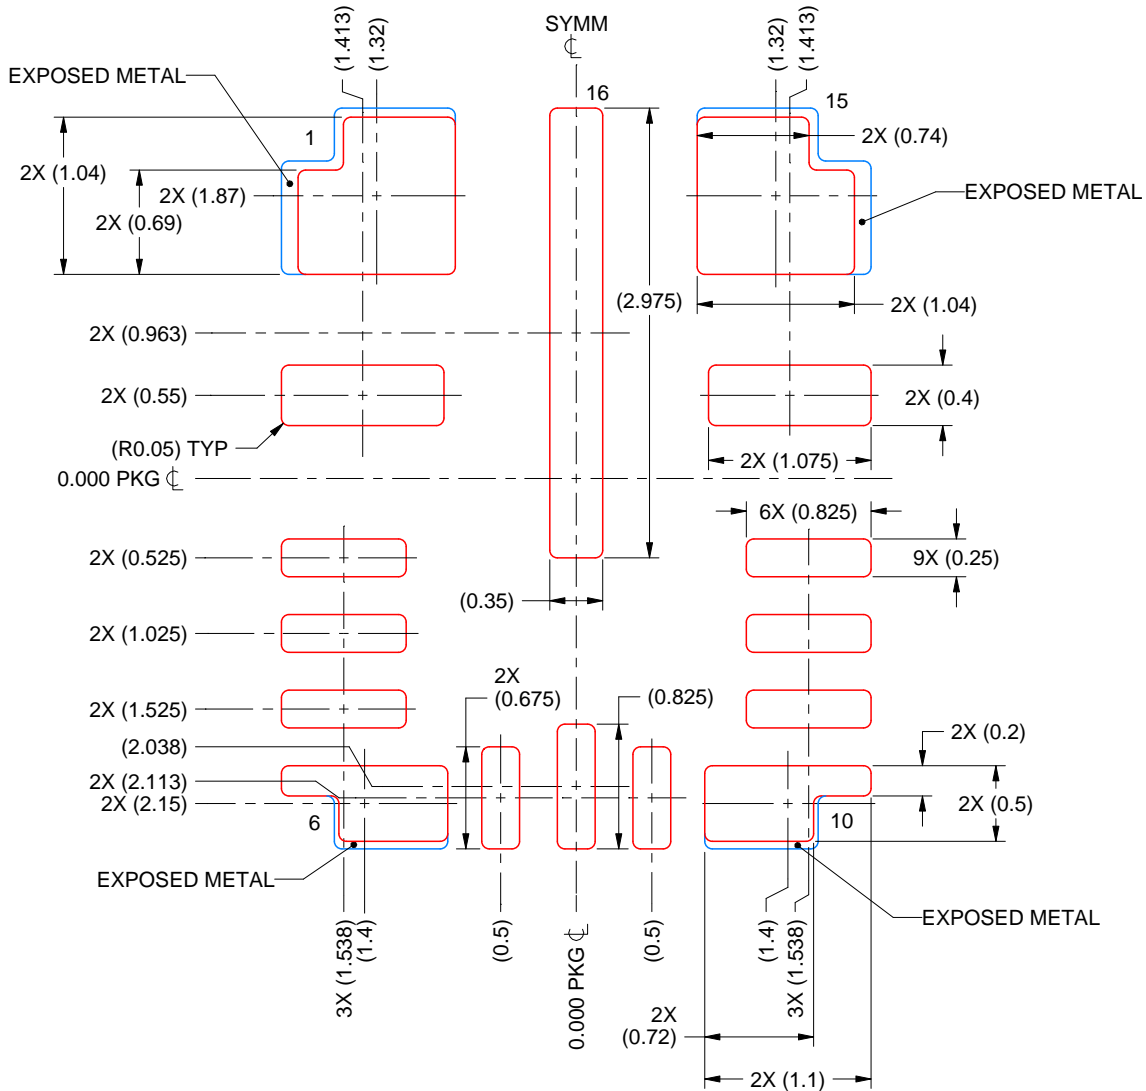 (1.413)
(1.32)
SYMM
(1.32)
(1.413)
EXPOSED METAL
16
15
1
2X (0.74)
2X (1.04)
2X (1.87)
EXPOSED METAL
2X (0.69)
(2.975)
2X (1.04)
2X (0.963)
2X (0.55)
2X (0.4)
(R0.05) TYP
2X (1.075)
0.000 PKG ℄
6X (0.825)
2X (0.525)
9X (0.25)
(0.35)
2X (1.025)
2X
(0.675)
(0.825)
2X (1.525)
2X (0.2)
(2.038)
2X (2.113)
2X (2.15)
2X (0.5)
6
10
EXPOSED METAL
EXPOSED METAL
3X (1.538)
(1.4)
(0.5)
0.000 PKG ℄
(0.5)
(1.4)
3X (1.538)
2X
(0.72)
2X (1.1)